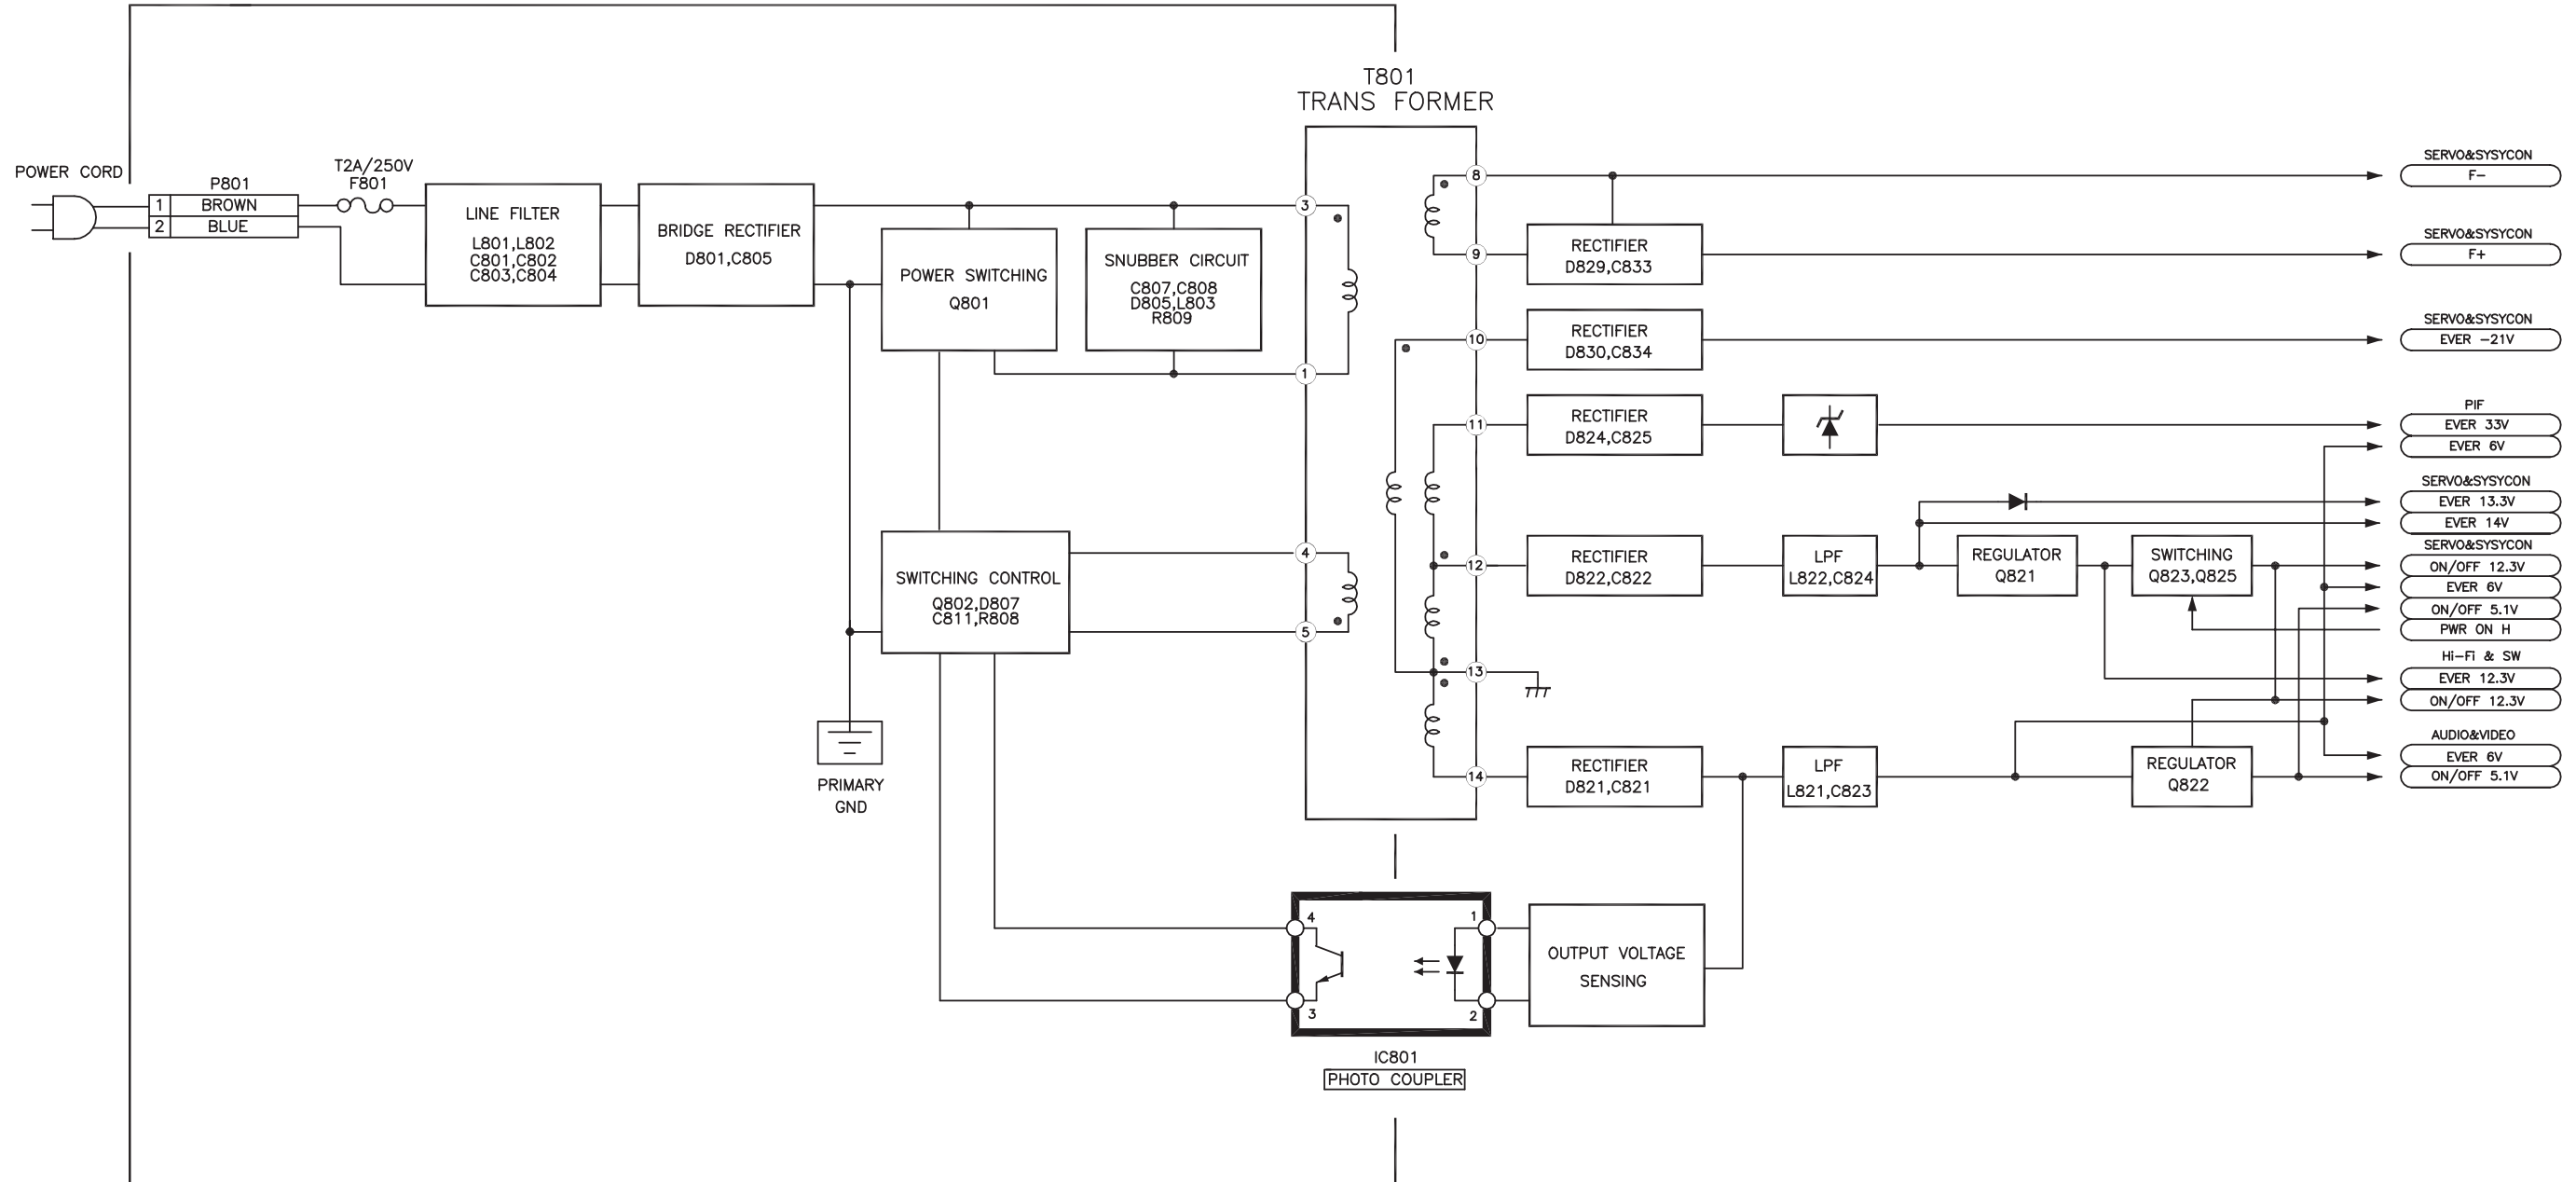 T801
TRANS FORMER
POWER CORD
P801
1 BROWN
2 BLUE
T2A/250V
F801
LINE FILTER
L801,L802
C801,C802
C803,C804
BRIDGE RECTIFIER
D801,C805
POWER SWITCHING
Q801
SNUBBER CIRCUIT
C807,C808
D805,L803
R809
SWITCHING CONTROL
Q802,D807
C811,R808
PRIMARY
GND
3
1
4
5
8
9
10
11
12
13
14
RECTIFIER
D829,C833
RECTIFIER
D830,C834
RECTIFIER
D824,C825
RECTIFIER
D822,C822
LPF
L822,C824
REGULATOR
Q821
SWITCHING
Q823,Q825
RECTIFIER
D821,C821
LPF
L821,C823
REGULATOR
Q822
SERVO&SYSYCON
F-
SERVO&SYSYCON
F+
SERVO&SYSYCON
EVER -21V
PIF
EVER 33V
EVER 6V
SERVO&SYSYCON
EVER 13.3V
EVER 14V
SERVO&SYSYCON
ON/OFF 12.3V
EVER 6V
ON/OFF 5.1V
PWR ON H
Hi-Fi & SW
EVER 12.3V
ON/OFF 12.3V
AUDIO&VIDEO
EVER 6V
ON/OFF 5.1V
4
1
3
2
OUTPUT VOLTAGE
SENSING
IC801
PHOTO COUPLER